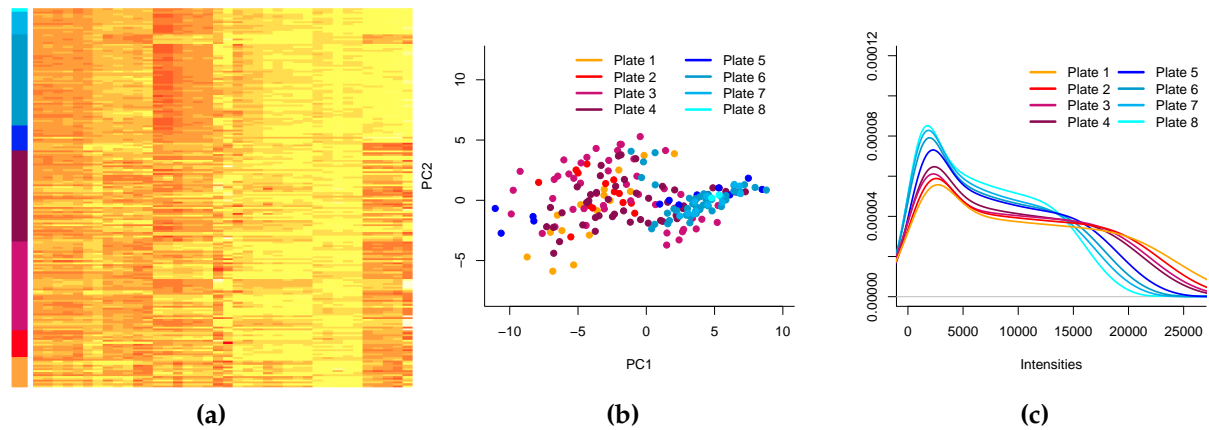 PC2
10
5
0
−5
−10
−5
0
5
10
PC1
Plate 1
Plate 2
Plate 3
Plate 4
Plate 5
Plate 6
Plate 7
Plate 8
0.00012
0.00008
0.00004
0.00000
0
5000
10000
15000
20000
25000
Intensities
Plate 1
Plate 2
Plate 3
Plate 4
Plate 5
Plate 6
Plate 7
Plate 8
(a)
(b)
(c)